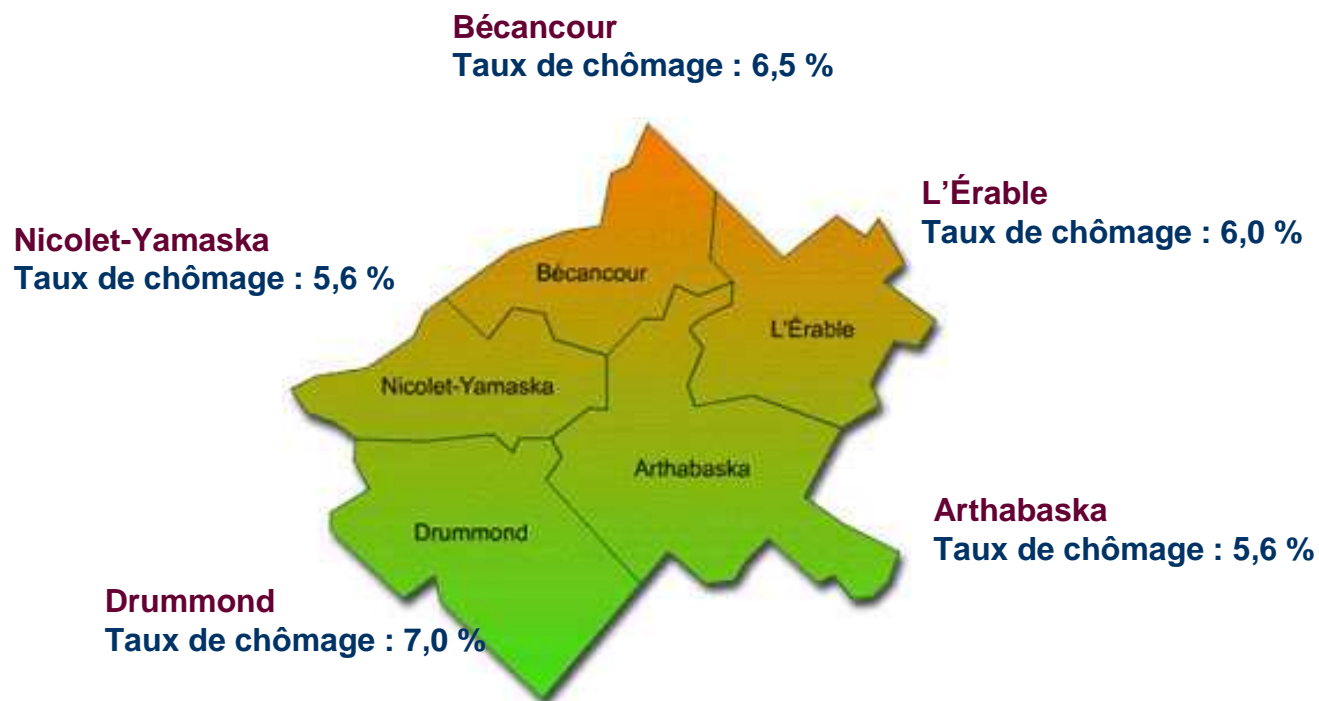 Bécancour
Taux de chômage : 6,5 %
L’Érable
Taux de chômage : 6,0 %
Nicolet-Yamaska
Taux de chômage : 5,6 %
Bécancour
L'Érable
Nicolet-Yamaska
Arthabaska
Drummond
Arthabaska
Taux de chômage : 5,6 %
Drummond
Taux de chômage : 7,0 %